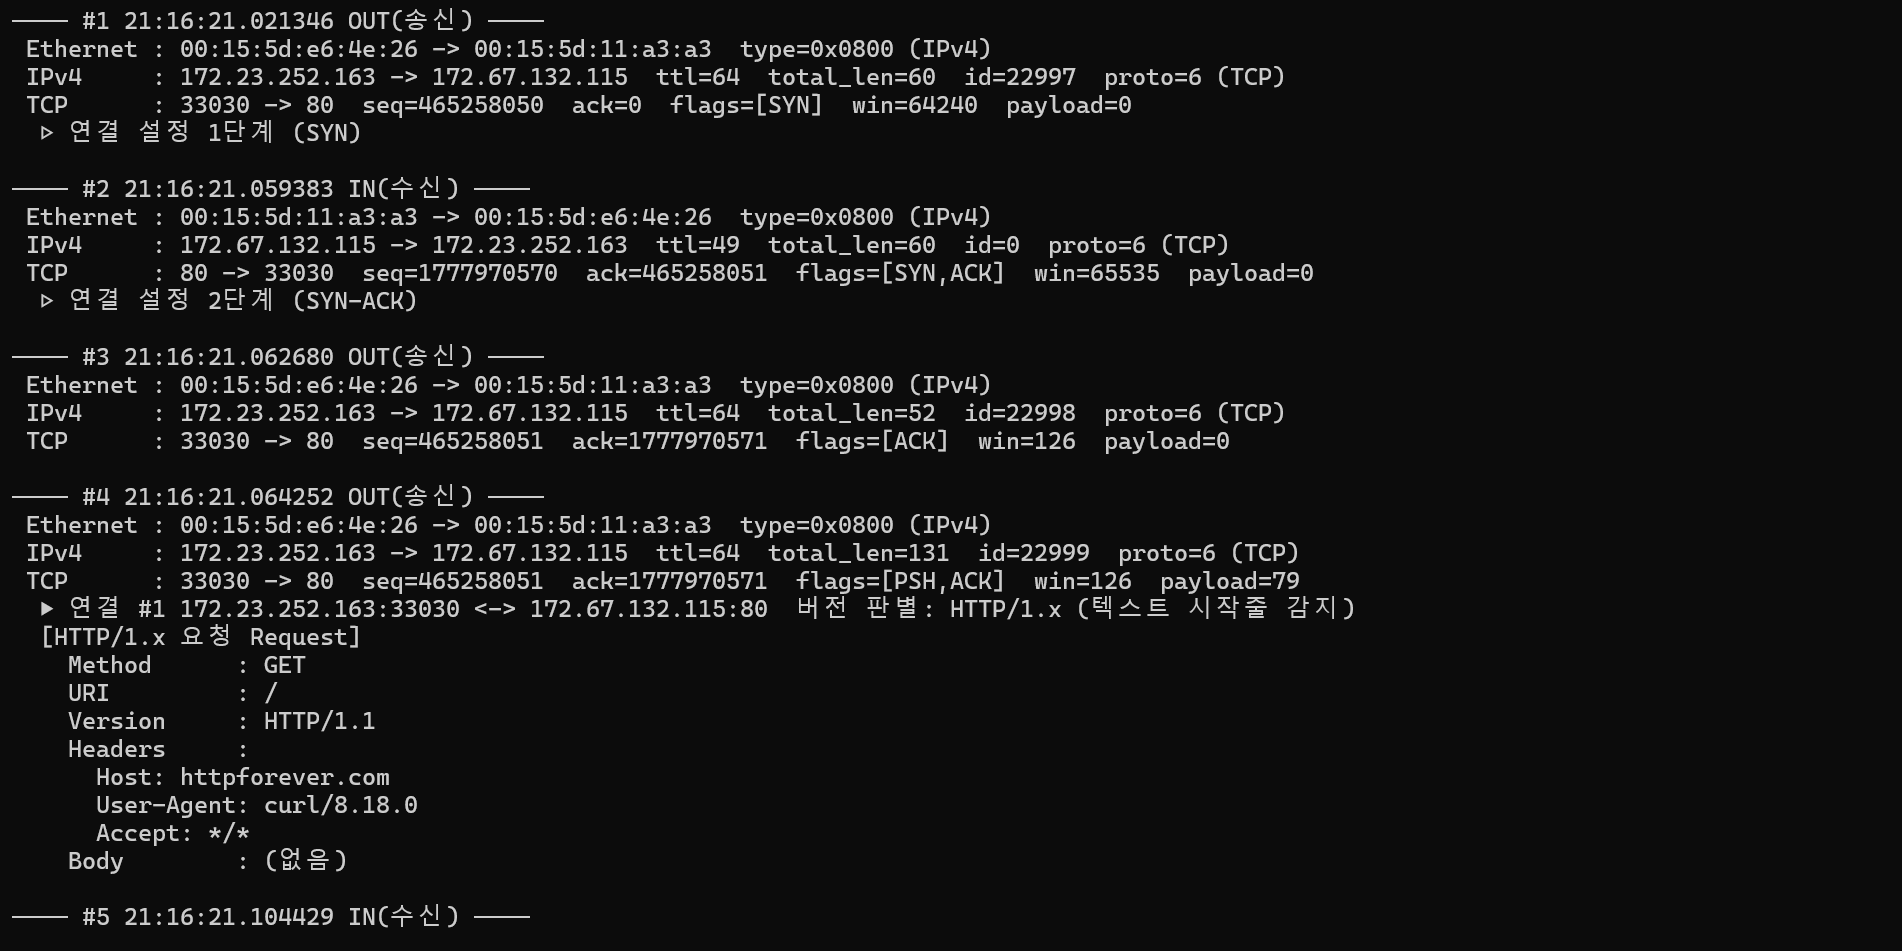 ──── #1 21:16:21.021346 OUT(송신) ────
Ethernet : 00:15:5d:e6:4e:26 -> 00:15:5d:11:a3:a3  type=0x0800 (IPv4)
IPv4     : 172.23.252.163 -> 172.67.132.115  ttl=64  total_len=60  id=22997  proto=6 (TCP)
TCP      : 33030 -> 80  seq=465258050  ack=0  flags=[SYN]  win=64240  payload=0
▷ 연결 설정 1단계 (SYN)
──── #2 21:16:21.059383 IN(수신) ────
Ethernet : 00:15:5d:11:a3:a3 -> 00:15:5d:e6:4e:26  type=0x0800 (IPv4)
IPv4     : 172.67.132.115 -> 172.23.252.163  ttl=49  total_len=60  id=0  proto=6 (TCP)
TCP      : 80 -> 33030  seq=1777970570  ack=465258051  flags=[SYN,ACK]  win=65535  payload=0
▷ 연결 설정 2단계 (SYN-ACK)
──── #3 21:16:21.062680 OUT(송신) ────
Ethernet : 00:15:5d:e6:4e:26 -> 00:15:5d:11:a3:a3  type=0x0800 (IPv4)
IPv4     : 172.23.252.163 -> 172.67.132.115  ttl=64  total_len=52  id=22998  proto=6 (TCP)
TCP      : 33030 -> 80  seq=465258051  ack=1777970571  flags=[ACK]  win=126  payload=0
──── #4 21:16:21.064252 OUT(송신) ────
Ethernet : 00:15:5d:e6:4e:26 -> 00:15:5d:11:a3:a3  type=0x0800 (IPv4)
IPv4     : 172.23.252.163 -> 172.67.132.115  ttl=64  total_len=131  id=22999  proto=6 (TCP)
TCP      : 33030 -> 80  seq=465258051  ack=1777970571  flags=[PSH,ACK]  win=126  payload=79
▶ 연결 #1 172.23.252.163:33030 <-> 172.67.132.115:80  버전 판별: HTTP/1.x (텍스트 시작줄 감지)
[HTTP/1.x 요청 Request]
Method      : GET
URI         : /
Version     : HTTP/1.1
Headers     :
Host: httpforever.com
User-Agent: curl/8.18.0
Accept: */*
Body        : (없음)
──── #5 21:16:21.104429 IN(수신) ────